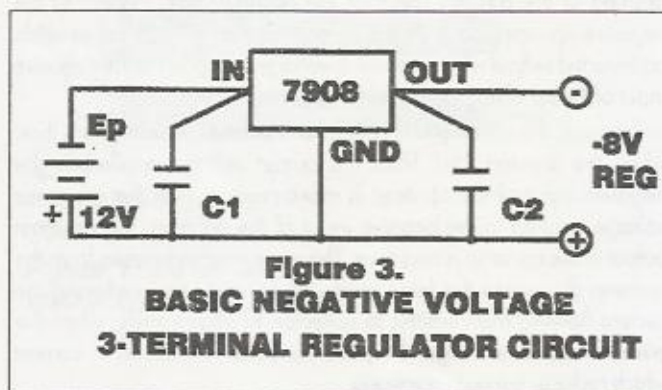 IN
7908
OUT
-
Ep
GND
-8V
REG
+ 12V
C1
C2
+
Figure 3.
BASIC NEGATIVE VOLTAGE
3-TERMINAL REGULATOR CIRCUIT